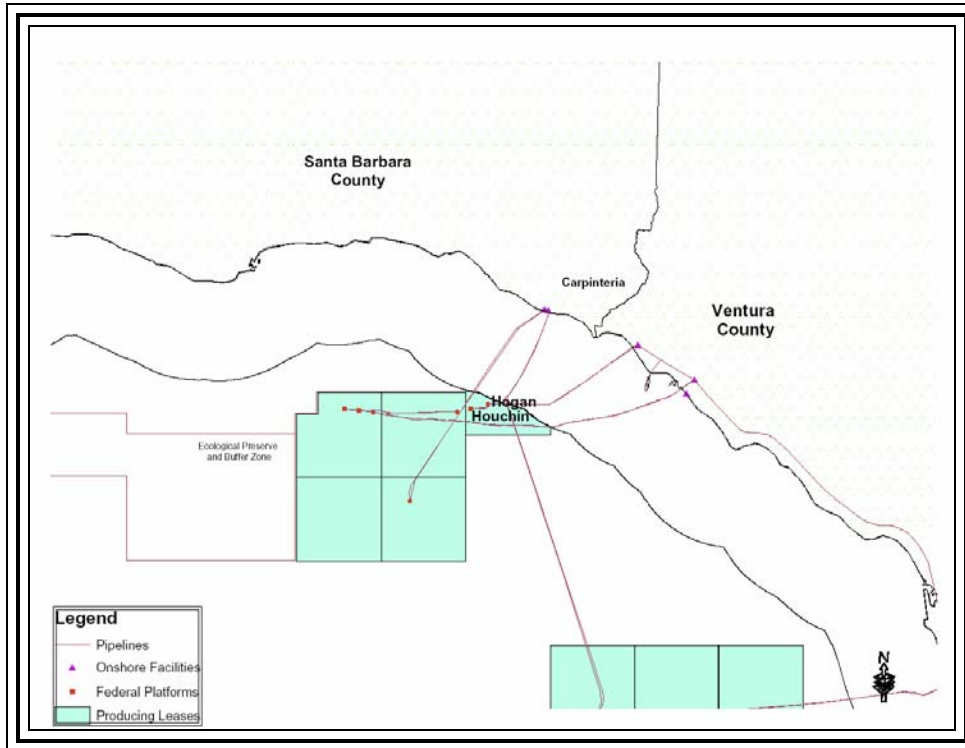 Santa Barbara
County
Carpinteria
Ventura
County
Hogan
Houchin
Ecological Preserve
and Buffer Zone
Legend
Pipelines
Onshore Facilities
Federal Platforms
Producing Leases
N